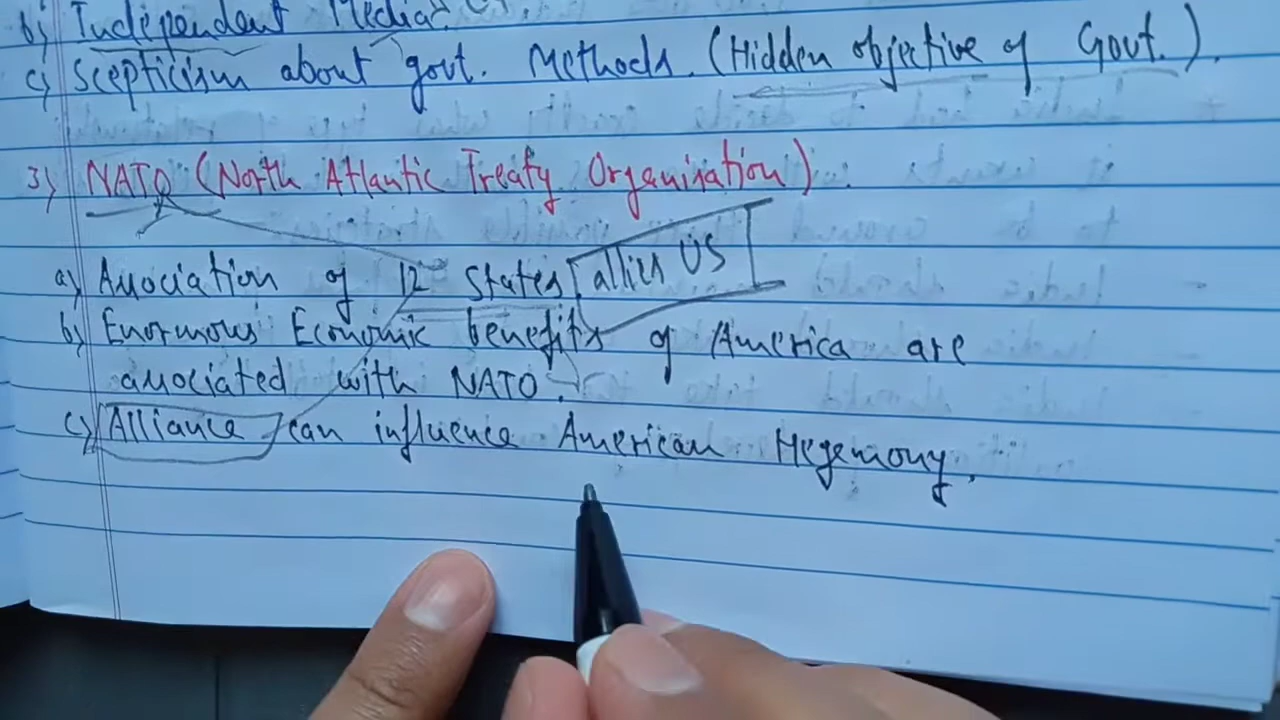 b) Independent Media
c) Scepticism about govt. Methods. (Hidden objective of Govt.).
3) NATO (North Atlantic Treaty Organisation).
a) Association of 12 States, allies US
b) Enormous Economic benefits of America are
associated with NATO.
c) Alliance can influence American Hegemony.